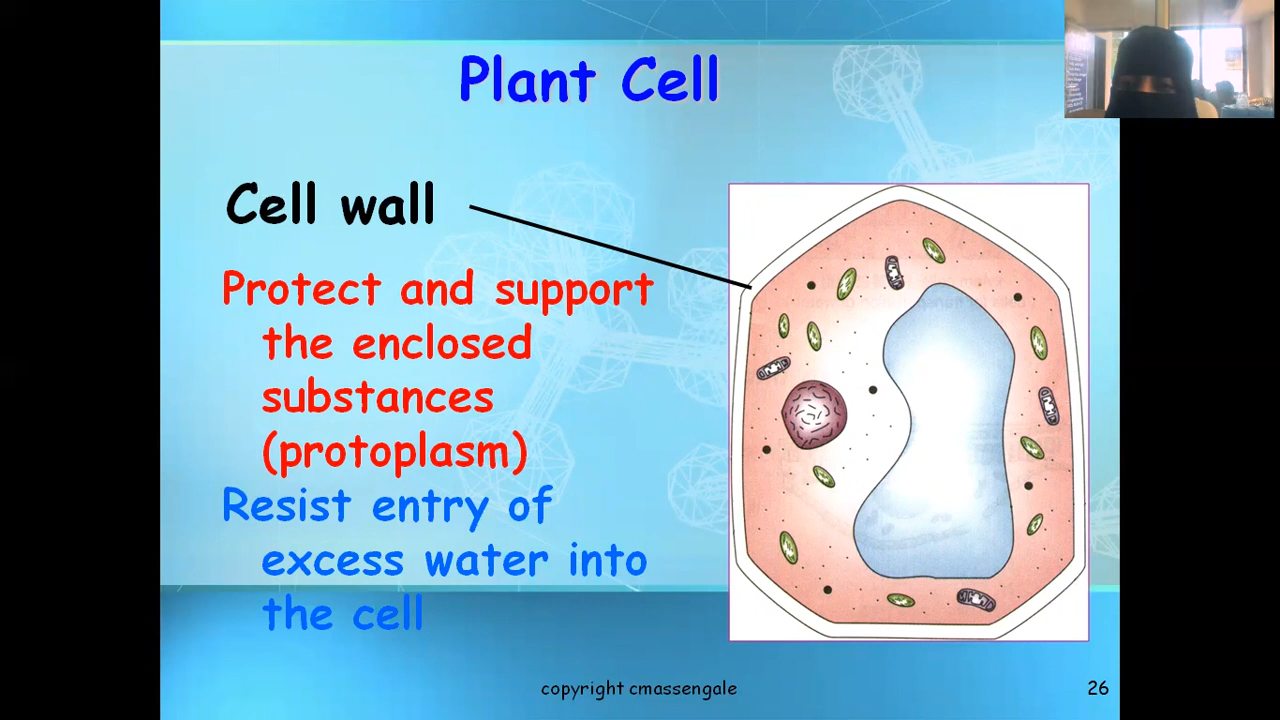 Plant Cell
Cell wall
Protect and support
the enclosed
substances
(protoplasm)
Resist entry of
excess water into
the cell
copyright cmassengale
26